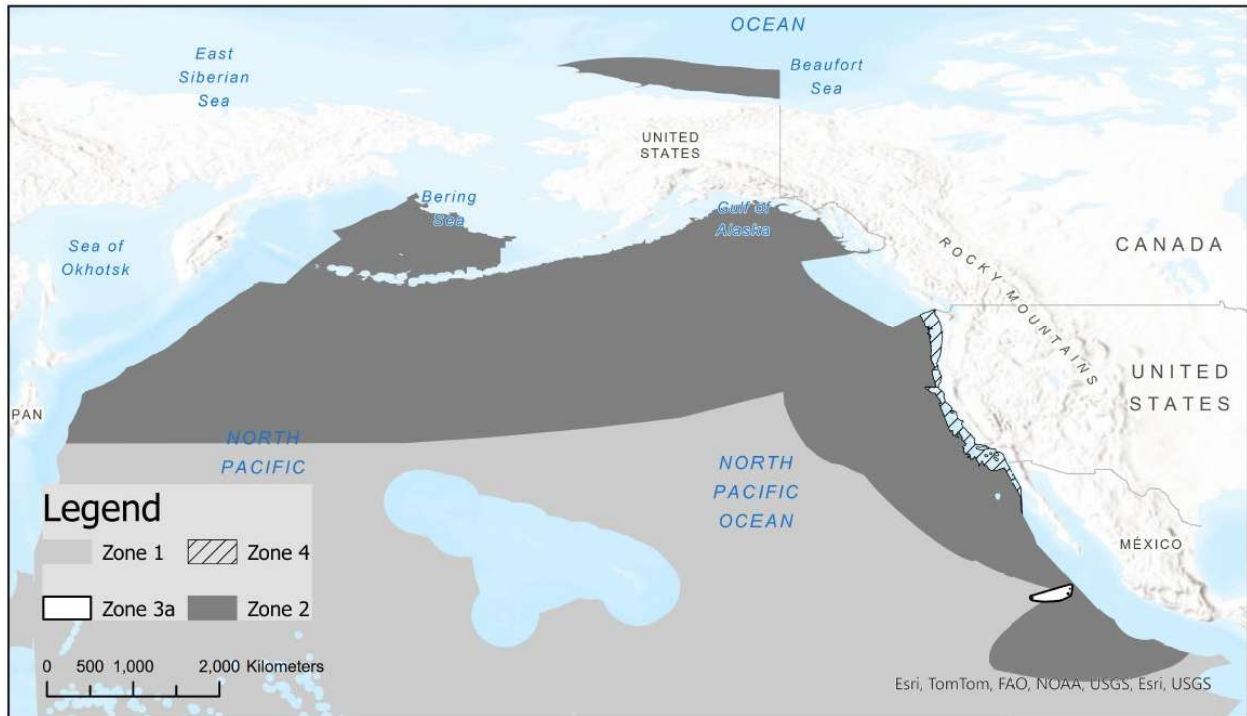 OCEAN
East
Siberian
Sea
Beaufort
Sea
UNITED
STATES
Bering
Sea
Gulf of
Alaska
Sea of
Okhotsk
ROCKY MOUNTAINS
CANADA
UNITED
STATES
PAN
NORTH
PACIFIC
NORTH
PACIFIC
OCEAN
MÉXICO
Legend
Zone 1
Zone 4
Zone 3a
Zone 2
0 500 1,000 2,000 Kilometers
Esri, TomTom, FAO, NOAA, USGS, Esri, USGS